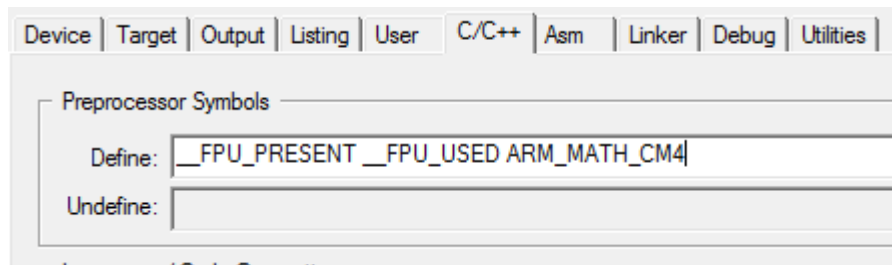 Device Target Output Listing User C/C++ Asm Linker Debug Utilities
Preprocessor Symbols
Define: __FPU_PRESENT __FPU_USED ARM_MATH_CM4
Undefine: